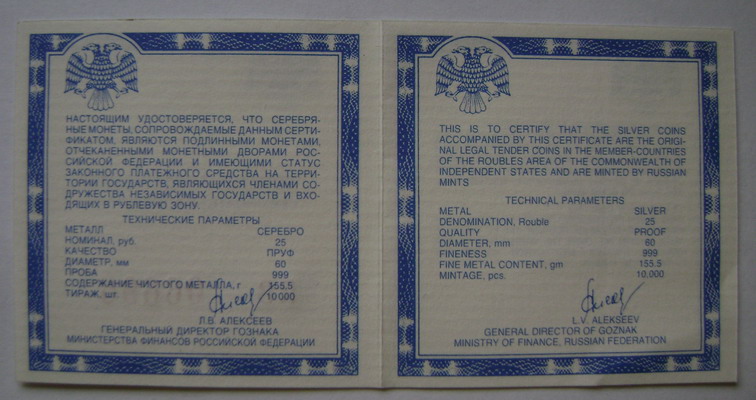 НАСТОЯЩИМ УДОСТОВЕРЯЕТСЯ, ЧТО СЕРЕБРЯ-
НЫЕ МОНЕТЫ, СОПРОВОЖДАЕМЫЕ ДАННЫМ СЕРТИ-
ФИКАТОМ, ЯВЛЯЮТСЯ ПОДЛИННЫМИ МОНЕТАМИ,
ОТЧЕКАНЕННЫМИ МОНЕТНЫМИ ДВОРАМИ РОС-
СИЙСКОЙ ФЕДЕРАЦИИ И ИМЕЮЩИМИ СТАТУС
ЗАКОННОГО ПЛАТЕЖНОГО СРЕДСТВА НА ТЕРРИ-
ТОРИИ ГОСУДАРСТВ, ЯВЛЯЮЩИХСЯ ЧЛЕНАМИ СО-
ДРУЖЕСТВА НЕЗАВИСИМЫХ ГОСУДАРСТВ И ВХО-
ДЯЩИХ В РУБЛЕВУЮ ЗОНУ.
ТЕХНИЧЕСКИЕ ПАРАМЕТРЫ
МЕТАЛЛ СЕРЕБРО
НОМИНАЛ, руб. 25
КАЧЕСТВО ПРУФ
ДИАМЕТР, мм 60
ПРОБА 999
СОДЕРЖАНИЕ ЧИСТОГО МЕТАЛЛА, г 155.5
ТИРАЖ, шт. 10 000
Л.В. АЛЕКСЕЕВ
ГЕНЕРАЛЬНЫЙ ДИРЕКТОР ГОЗНАКА
МИНИСТЕРСТВА ФИНАНСОВ РОССИЙСКОЙ ФЕДЕРАЦИИ
THIS IS TO CERTIFY THAT THE SILVER COINS
ACCOMPANIED BY THIS CERTIFICATE ARE THE ORIGI-
NAL LEGAL TENDER COINS IN THE MEMBER-COUNTRIES
OF THE ROUBLES AREA OF THE COMMONWEALTH OF
INDEPENDENT STATES AND ARE MINTED BY RUSSIAN
MINTS
TECHNICAL PARAMETERS
METAL SILVER
DENOMINATION, Rouble 25
QUALITY PROOF
DIAMETER, mm 60
FINENESS 999
FINE METAL CONTENT, gm 155.5
MINTAGE, pcs. 10,000
L.V. ALEKSEEV
GENERAL DIRECTOR OF GOZNAK
MINISTRY OF FINANCE, RUSSIAN FEDERATION